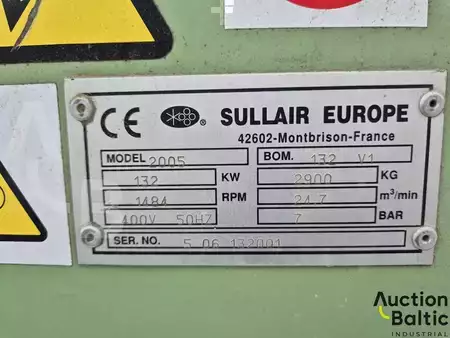 CE SULLAIR EUROPE
42602-Montbrison-France
MODEL 2005 BOM. 132 V1
132 KW 2900 KG
1484 RPM 24.7 m³/min
400V 50HZ 7 BAR
SER. NO. 5 06 132001
Auction
Baltic
INDUSTRIAL